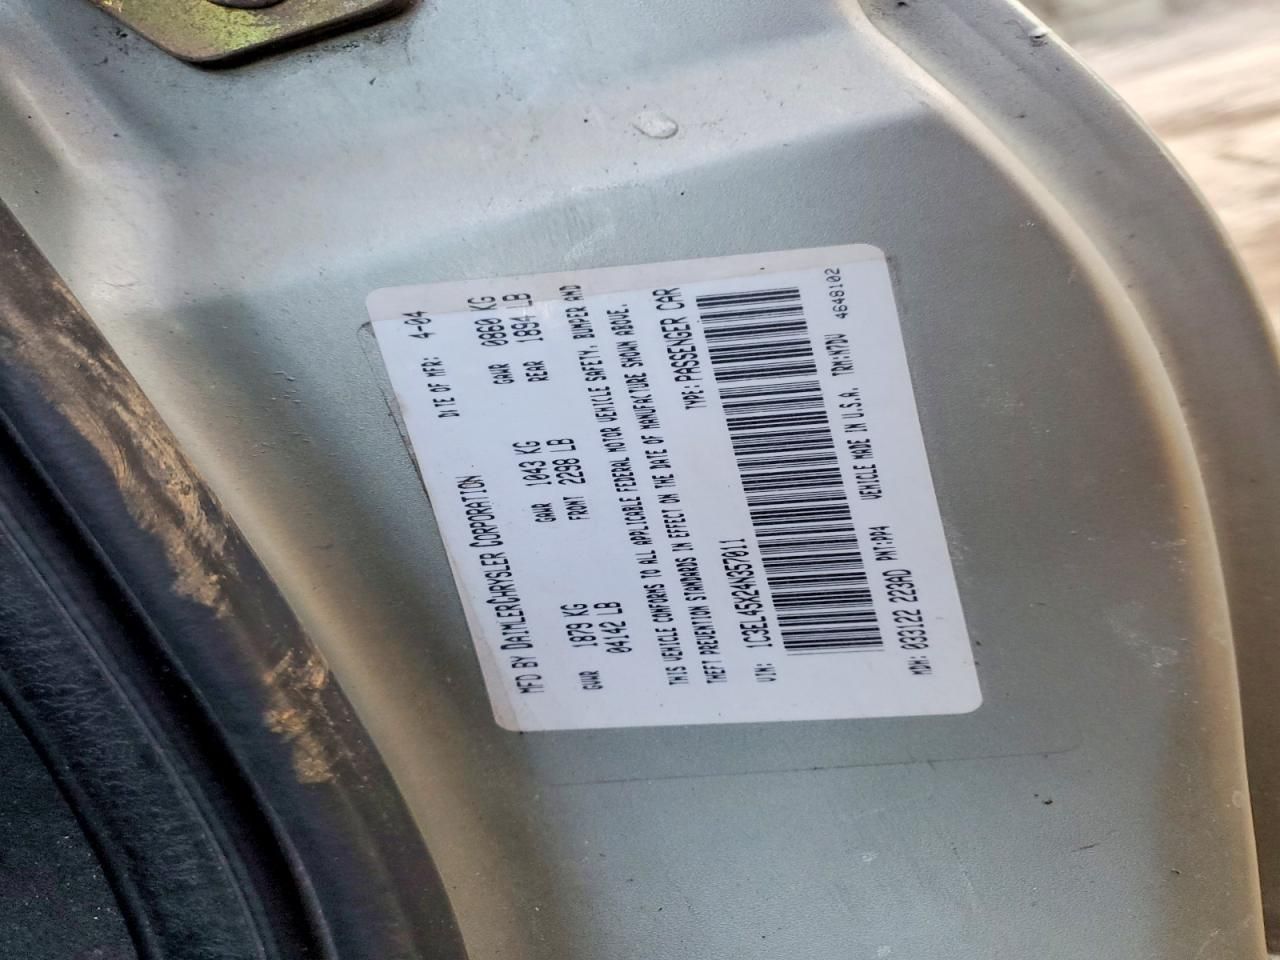 MFD BY DAIMLERCHRYSLER CORPORATION DATE OF MFR: 4-04
GVWR 1879 KG GAWR 1043 KG GAWR 0860 KG
04142 LB FRONT 2298 LB REAR 1894 LB
THIS VEHICLE CONFORMS TO ALL APPLICABLE FEDERAL MOTOR VEHICLE SAFETY, BUMPER AND
THEFT PREVENTION STANDARDS IN EFFECT ON THE DATE OF MANUFACTURE SHOWN ABOVE.
VIN: 1C3EL45X24N357011 TYPE: PASSENGER CAR
MDH: 033122 223AD PNT:PA4 VEHICLE MADE IN U.S.A. TRM:N7DV 4648102